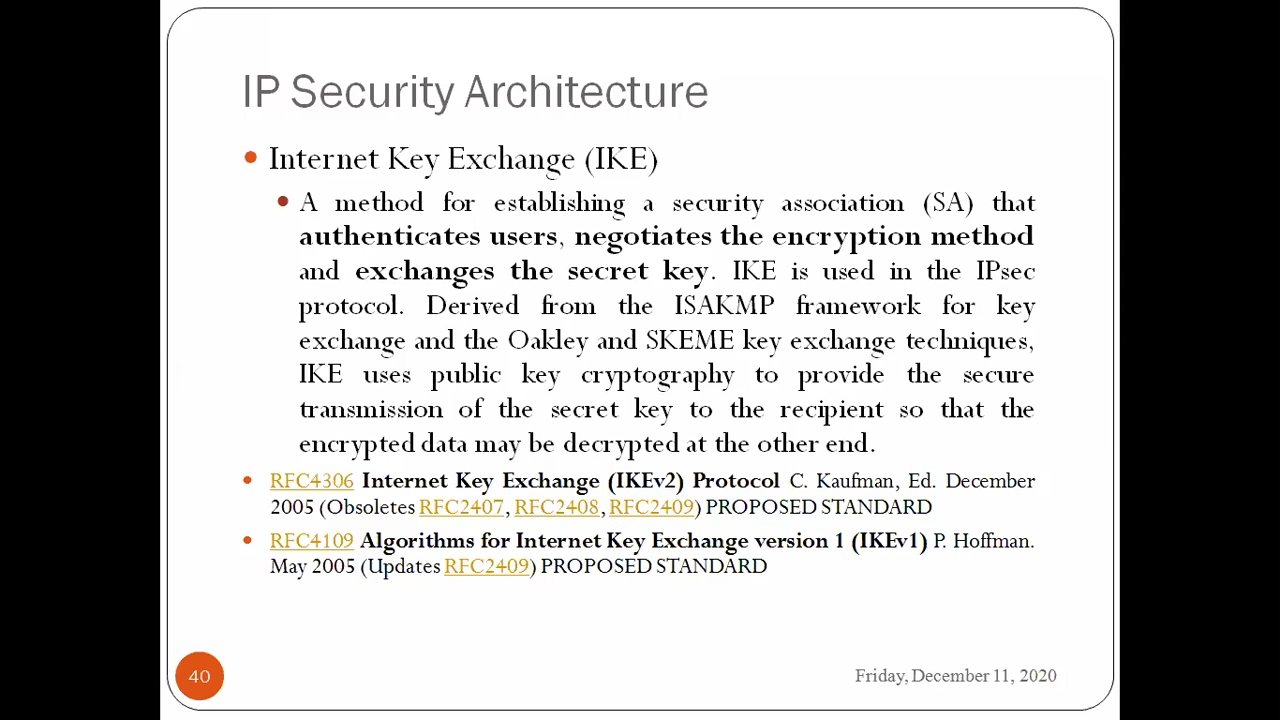 IP Security Architecture
Internet Key Exchange (IKE)
A method for establishing a security association (SA) that
authenticates users, negotiates the encryption method
and exchanges the secret key. IKE is used in the IPsec
protocol. Derived from the ISAKMP framework for key
exchange and the Oakley and SKEME key exchange techniques,
IKE uses public key cryptography to provide the secure
transmission of the secret key to the recipient so that the
encrypted data may be decrypted at the other end.
RFC4306 Internet Key Exchange (IKEv2) Protocol C. Kaufman, Ed. December
2005 (Obsoletes RFC2407, RFC2408, RFC2409) PROPOSED STANDARD
RFC4109 Algorithms for Internet Key Exchange version 1 (IKEv1) P. Hoffman.
May 2005 (Updates RFC2409) PROPOSED STANDARD
40
Friday, December 11, 2020